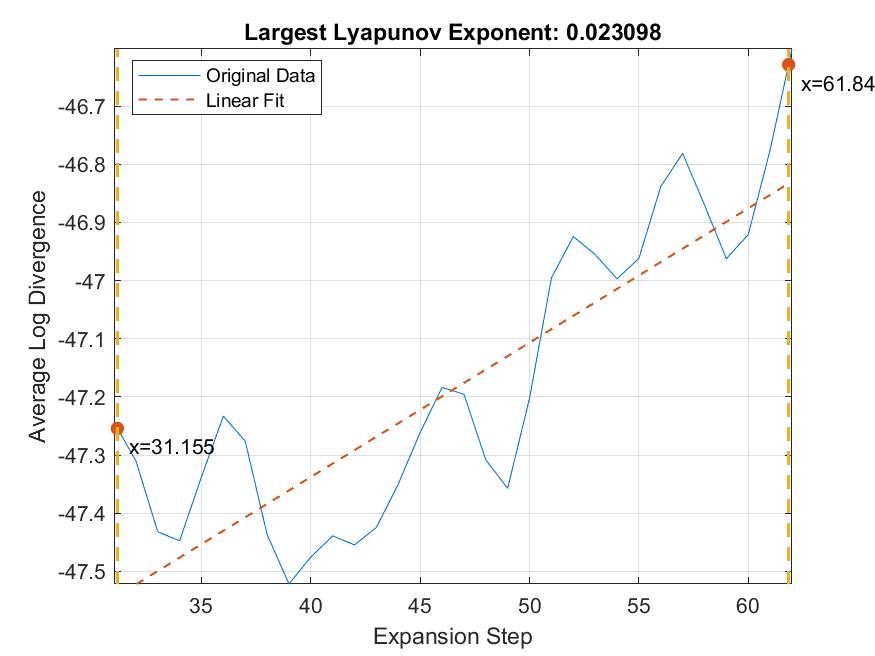 Largest Lyapunov Exponent: 0.023098
Original Data
Linear Fit
x=61.84
x=31.155
-46.7
-46.8
-46.9
-47
-47.1
-47.2
-47.3
-47.4
-47.5
Average Log Divergence
35 40 45 50 55 60
Expansion Step